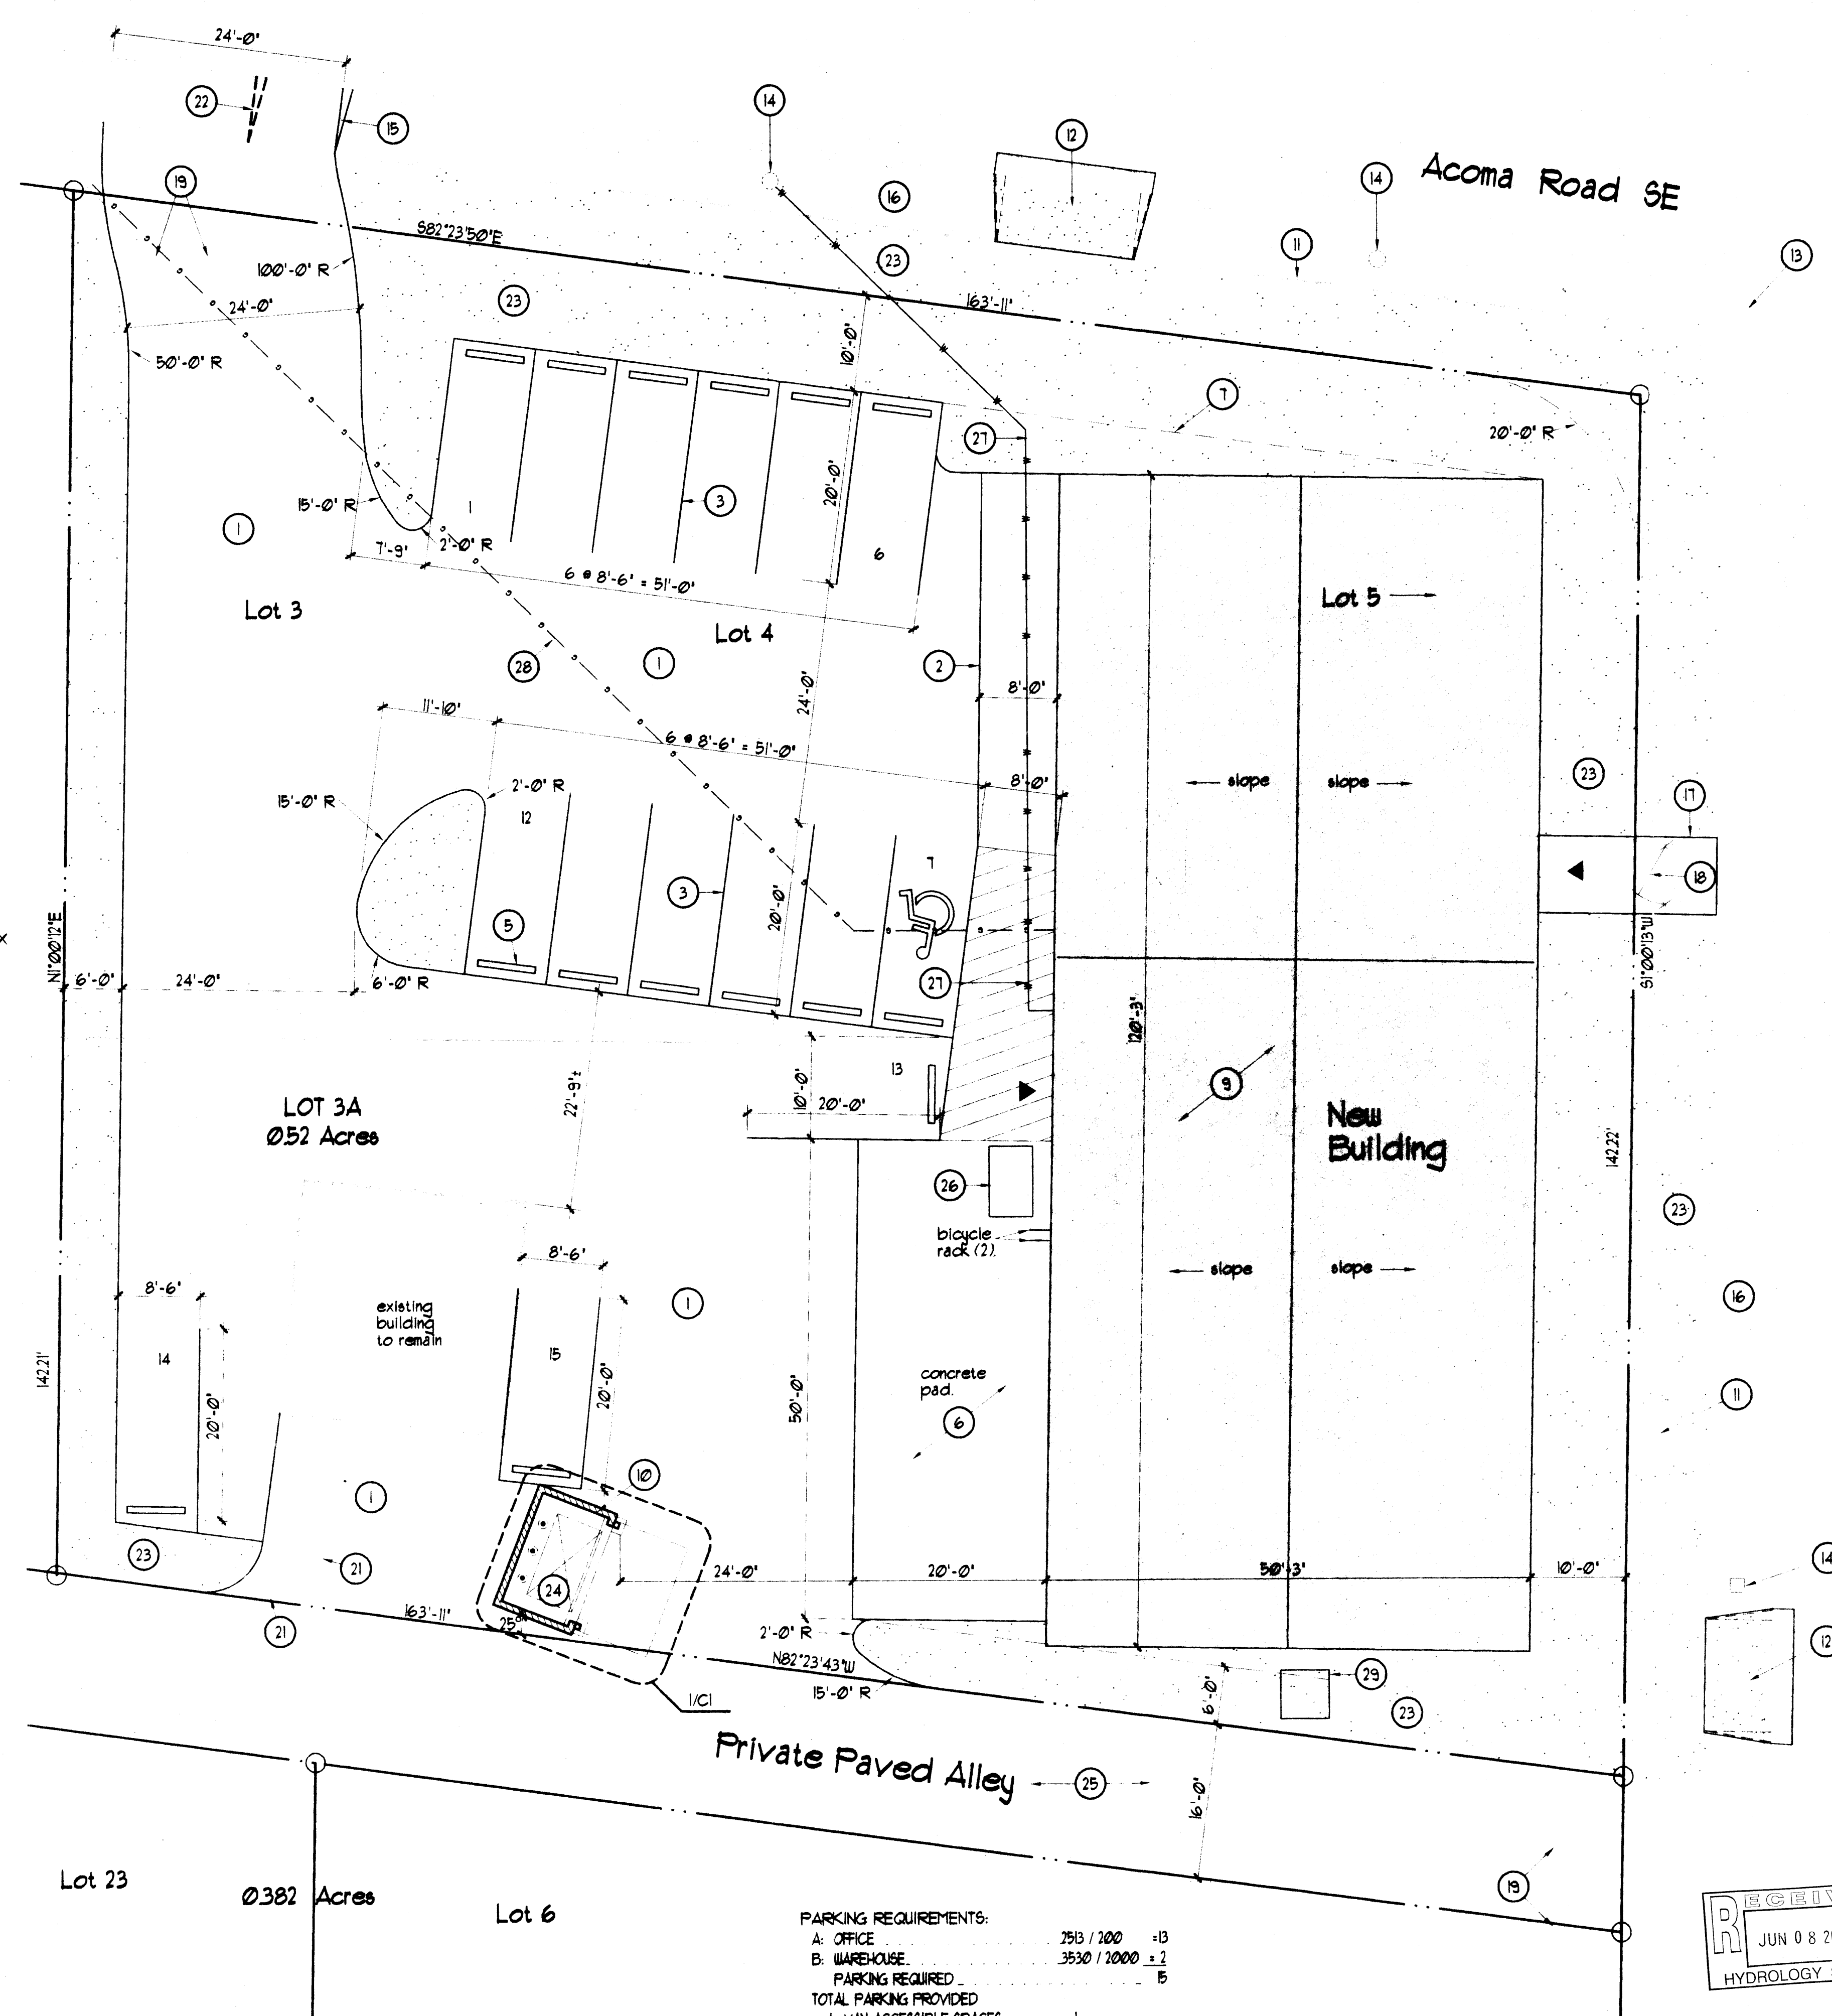 24'-0"
22
15
14
12
Acoma Road SE
14
16
11
13
19
S82°23'50"E
23
100'-0" R
24'-0"
23
163'-11"
50'-0" R
10'-0"
7
20'-0" R
27
15'-0" R
1
3
20'-0"
1
7'-9"
2'-0" R
6
6 @ 8'-6" = 51'-0"
Lot 3
Lot 4
Lot 5
28
1
2
8'-0"
24'-0"
11'-10"
6 @ 8'-6" = 51'-0"
8'-0"
slope
slope
23
17
15'-0" R
2'-0" R
12
7
18
3
20'-0"
5
N1°00'12"E
S1°00'13"W
6'-0"
24'-0"
6'-0" R
27
120'-3"
13
10'-0"
20'-0"
22'-9"±
9
LOT 3A
0.52 Acres
New
Building
142.22'
26
23
bicycle
rack (2).
8'-6"
slope
slope
8'-6"
existing
building
to remain
1
16
14
15
142.21'
20'-0"
20'-0"
50'-0"
concrete
pad.
6
11
10
1
23
21
24
25°
24'-0"
20'-0"
50'-3"
10'-0"
14
163'-11"
21
2'-0" R
N82°23'43"W
12
15'-0" R
1/C1
29
6'-0"
23
Private Paved Alley
25
16'-0"
Lot 23
0.382 Acres
Lot 6
19
PARKING REQUIREMENTS:
A: OFFICE 2513 / 200 =13
B: WAREHOUSE 3530 / 2000 = 2
PARKING REQUIRED 15
TOTAL PARKING PROVIDED
RECEIV
JUN 08 2
HYDROLOGY